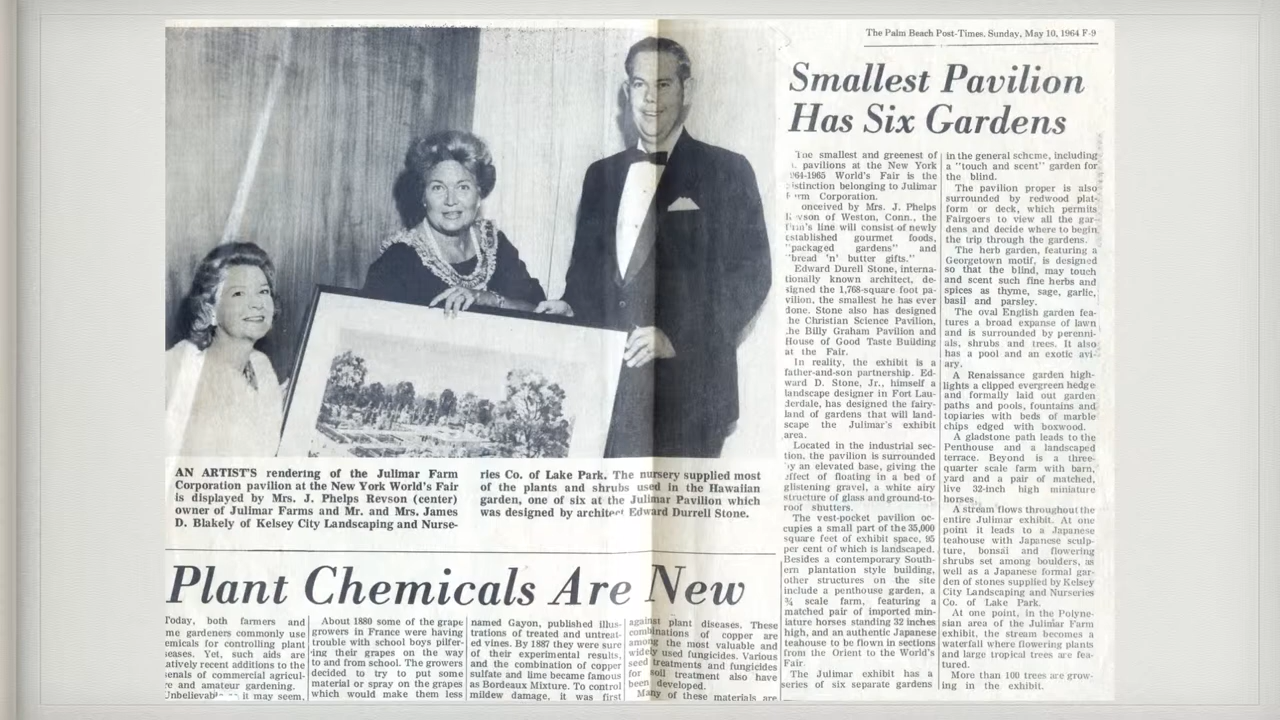 The Palm Beach Post-Times, Sunday, May 10, 1964 F-9
Smallest Pavilion
Has Six Gardens
AN ARTIST'S rendering of the Julimar Farm
Corporation pavilion at the New York World's Fair
is displayed by Mrs. J. Phelps Revson (center)
owner of Julimar Farms and Mr. and Mrs. James
D. Blakely of Kelsey City Landscaping and Nurse-
ries Co. of Lake Park. The nursery supplied most
of the plants and shrubs used in the Hawaiian
garden, one of six at the Julimar Pavilion which
was designed by architect Edward Durrell Stone.
The smallest and greenest of
pavilions at the New York
1964-1965 World's Fair is the
distinction belonging to Julimar
Farm Corporation.
onceived by Mrs. J. Phelps
Revson of Weston, Conn., the
firm's line will consist of newly
established gourmet foods,
"packaged gardens" and
"bread 'n' butter gifts."
Edward Durell Stone, interna-
tionally known architect, de-
signed the 1,768-square foot pa-
vilion, the smallest he has ever
done. Stone also has designed
the Christian Science Pavilion,
the Billy Graham Pavilion and
House of Good Taste Building
at the Fair.
In reality, the exhibit is a
father-and-son partnership. Ed-
ward D. Stone, Jr., himself a
landscape designer in Fort Lau-
derdale, has designed the fairy-
land of gardens that will land-
scape the Julimar's exhibit
area.
Located in the industrial sec-
tion, the pavilion is surrounded
by an elevated base, giving the
effect of floating in a bed of
glistening gravel, a white airy
structure of glass and ground-to-
roof shutters.
The vest-pocket pavilion oc-
cupies a small part of the 35,000
square feet of exhibit space, 95
per cent of which is landscaped.
Besides a contemporary South-
ern plantation style building,
other structures on the site
include a penthouse garden, a
¾ scale farm, featuring a
matched pair of imported min-
iature horses standing 32 inches
high, and an authentic Japanese
teahouse to be flown in sections
from the Orient to the World's
Fair.
The Julimar exhibit has a
series of six separate gardens
in the general scheme, including
a "touch and scent" garden for
the blind.
The pavilion proper is also
surrounded by redwood plat-
form or deck, which permits
Fairgoers to view all the gar-
dens and decide where to begin
the trip through the gardens.
The herb garden, featuring a
Georgetown motif, is designed
so that the blind, may touch
and scent such fine herbs and
spices as thyme, sage, garlic,
basil and parsley.
The oval English garden fea-
tures a broad expanse of lawn
and is surrounded by perenni-
als, shrubs and trees. It also
has a pool and an exotic avi-
ary.
A Renaissance garden high-
lights a clipped evergreen hedge
and formally laid out garden
paths and pools, fountains and
topiaries with beds of marble
chips edged with boxwood.
A gladstone path leads to the
Penthouse and a landscaped
terrace. Beyond is a three-
quarter scale farm with barn,
yard and a pair of matched,
live 32-inch high miniature
horses.
A stream flows throughout the
entire Julimar exhibit. At one
point it leads to a Japanese
teahouse with Japanese sculp-
ture, bonsai and flowering
shrubs set among boulders, as
well as a Japanese formal gar-
den of stones supplied by Kelsey
City Landscaping and Nurseries
Co. of Lake Park.
At one point, in the Polyne-
sian area of the Julimar Farm
exhibit, the stream becomes a
waterfall where flowering plants
and large tropical trees are fea-
tured.
More than 100 trees are grow-
ing in the exhibit.
Plant Chemicals Are New
Today, both farmers and
me gardeners commonly use
emicals for controlling plant
seases. Yet, such aids are
atively recent additions to the
senals of commercial agricul-
re and amateur gardening.
Unbelievab it may seem,
About 1880 some of the grape
growers in France were having
trouble with school boys pilfer-
ing their grapes on the way
to and from school. The growers
decided to try to put some
material or spray on the grapes
which would make them less
named Gayon, published illus-
trations of treated and untreat-
ed vines. By 1887 they were sure
of their experimental results,
and the combination of copper
sulfate and lime became famous
as Bordeaux Mixture. To control
mildew damage, it was first
against plant diseases. These
combinations of copper are
among the most valuable and
widely used fungicides. Various
seed treatments and fungicides
for soil treatment also have
been developed.
Many of these materials are